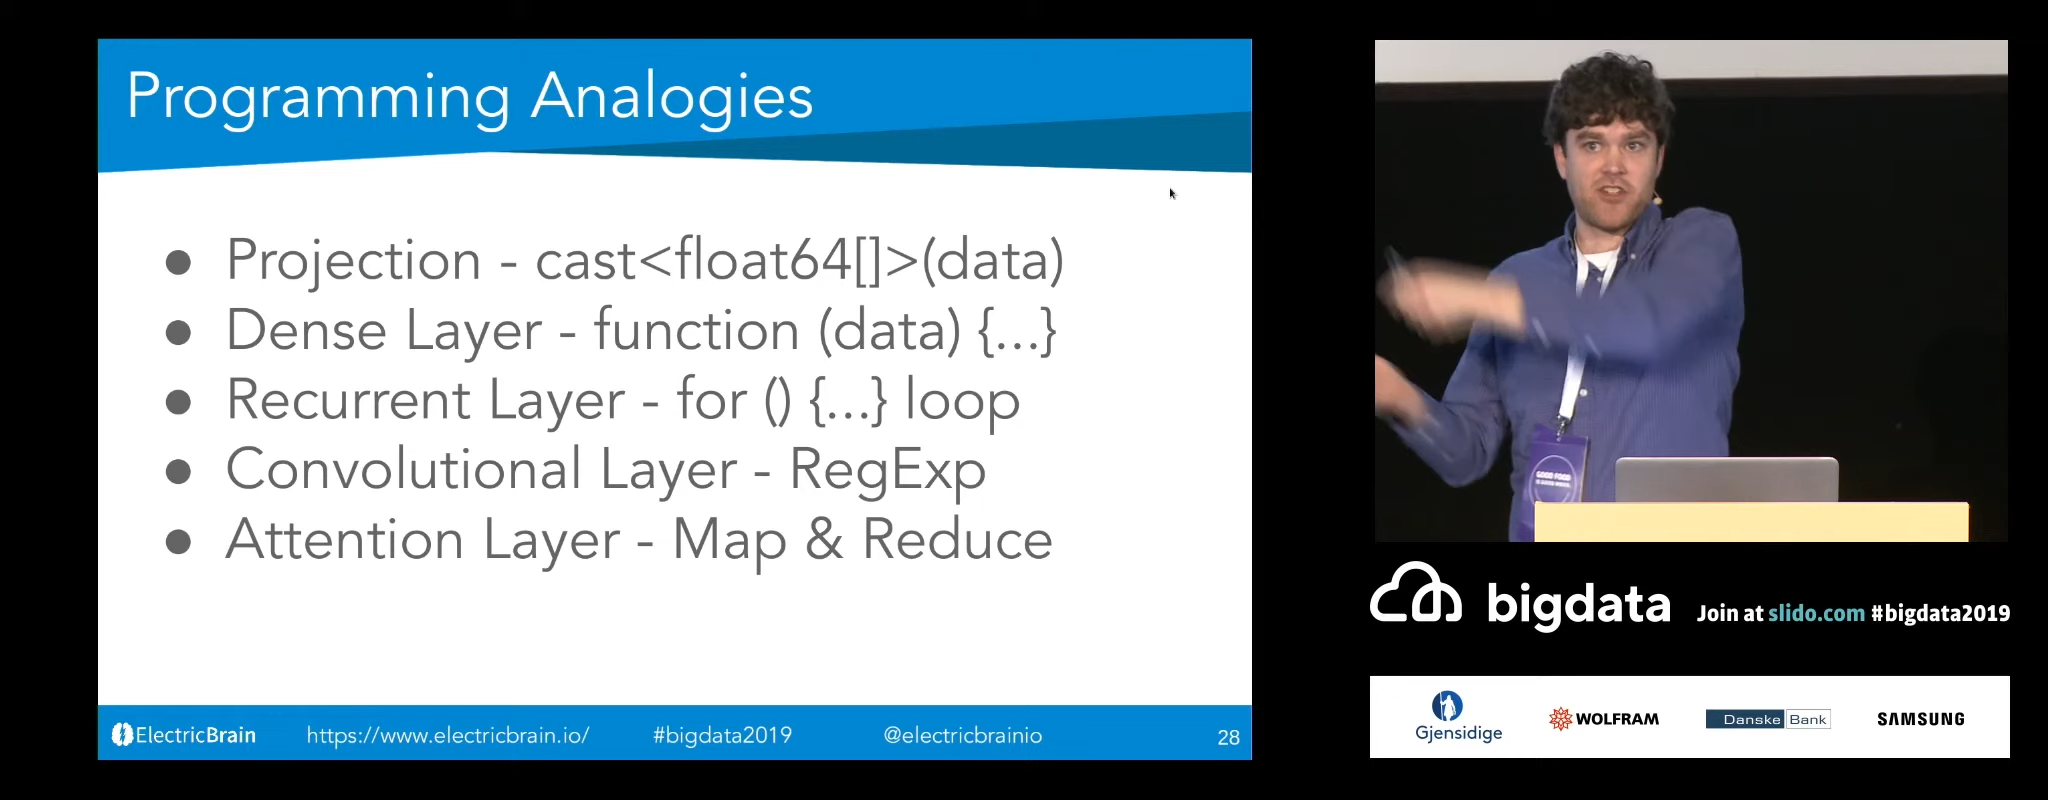 Programming Analogies
● Projection - cast<float64[]>(data)
● Dense Layer - function (data) {...}
● Recurrent Layer - for () {...} loop
● Convolutional Layer - RegExp
● Attention Layer - Map & Reduce
ElectricBrain https://www.electricbrain.io/ #bigdata2019 @electricbrainio 28
GOOD FOOD
bigdata Join at slido.com #bigdata2019
Gjensidige WOLFRAM Danske Bank SAMSUNG